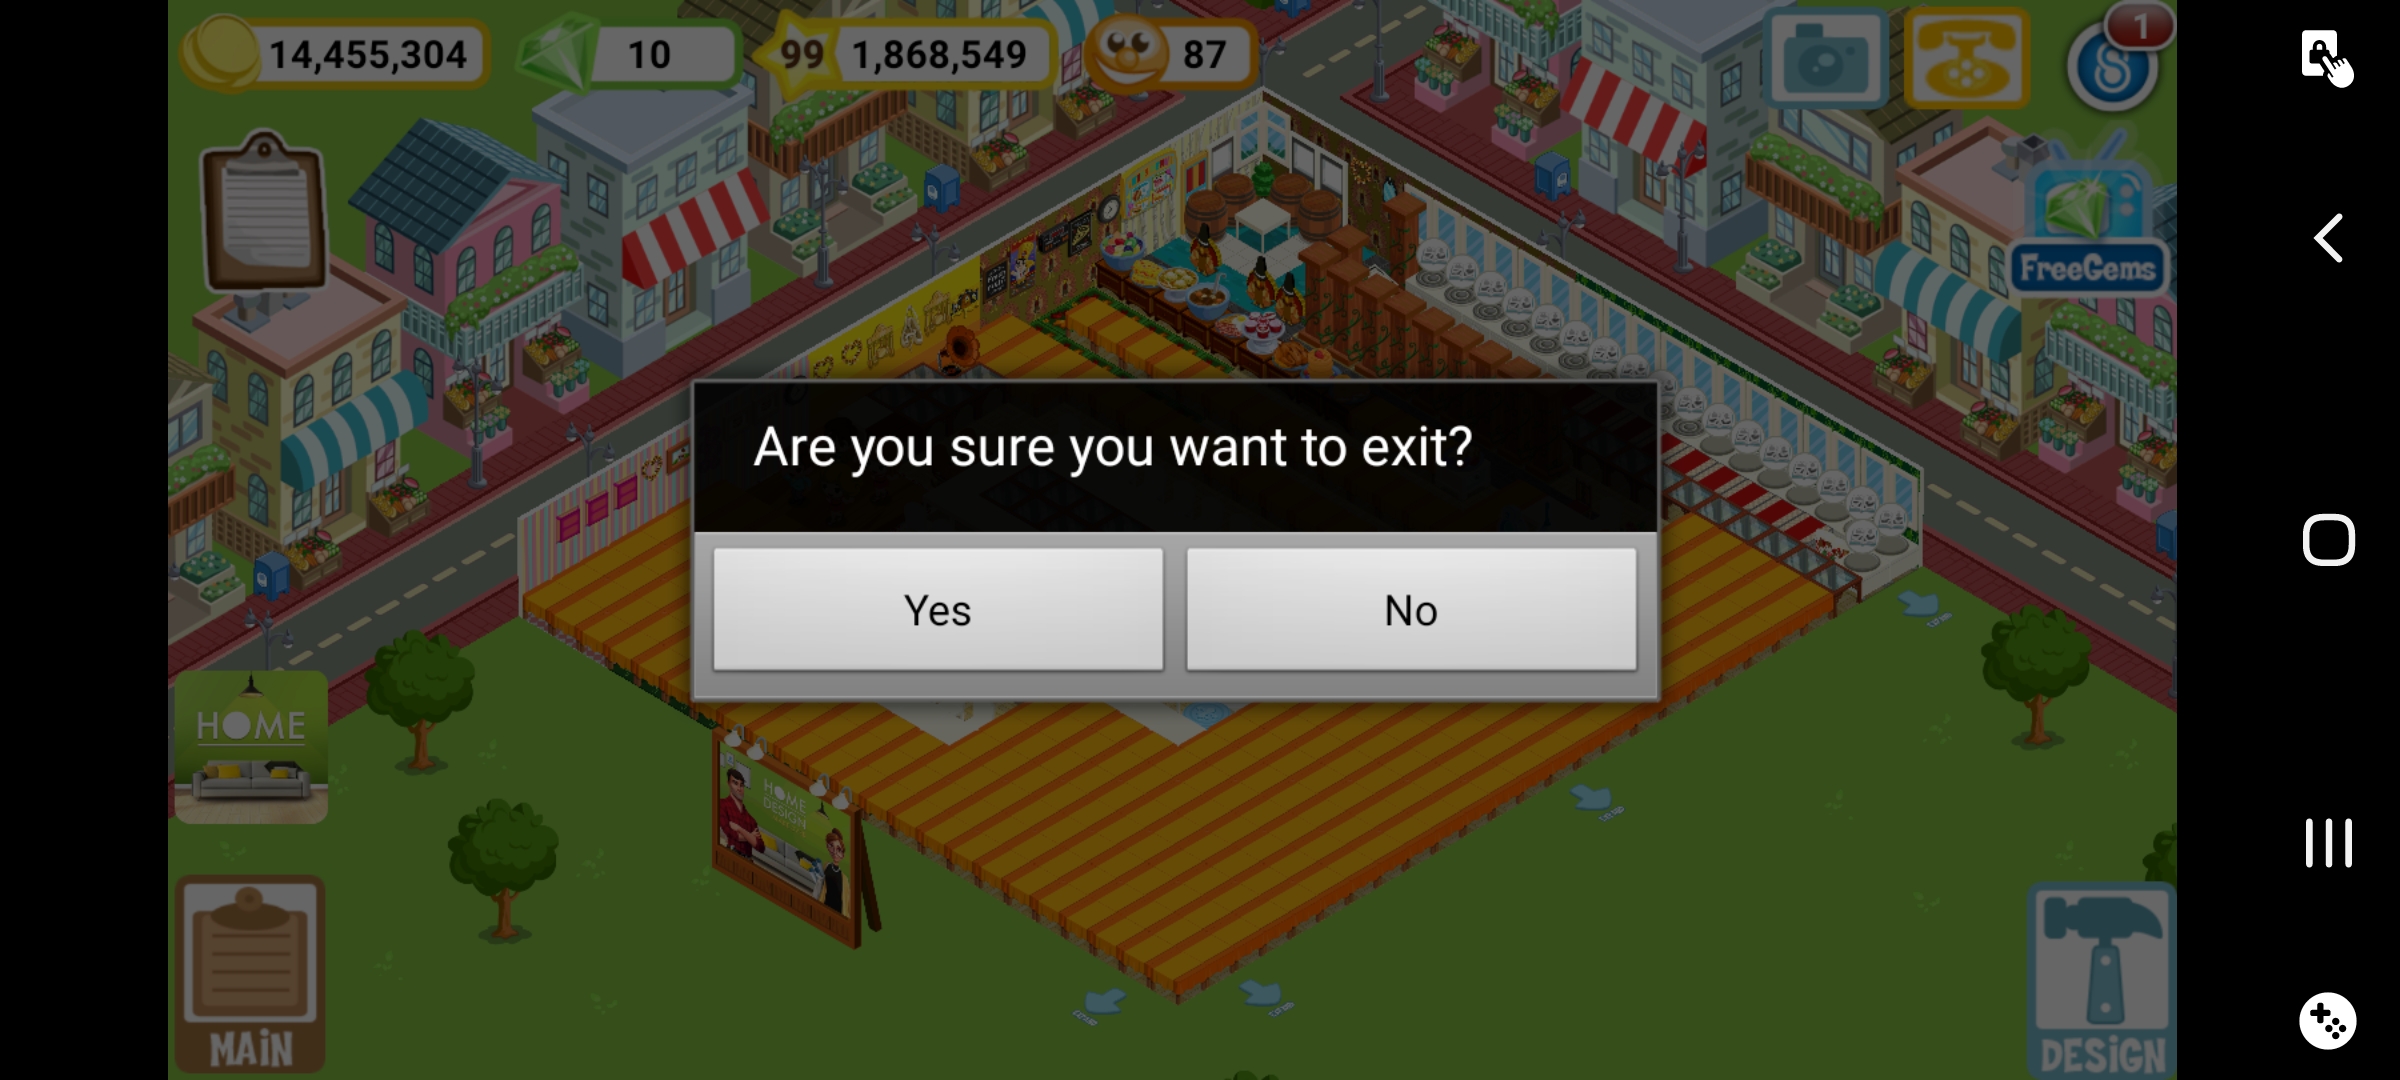 14,455,304
10
99
1,868,549
87
1
FreeGems
Are you sure you want to exit?
Yes
No
HOME
HOME
DESIGN
MAIN
DESIGN